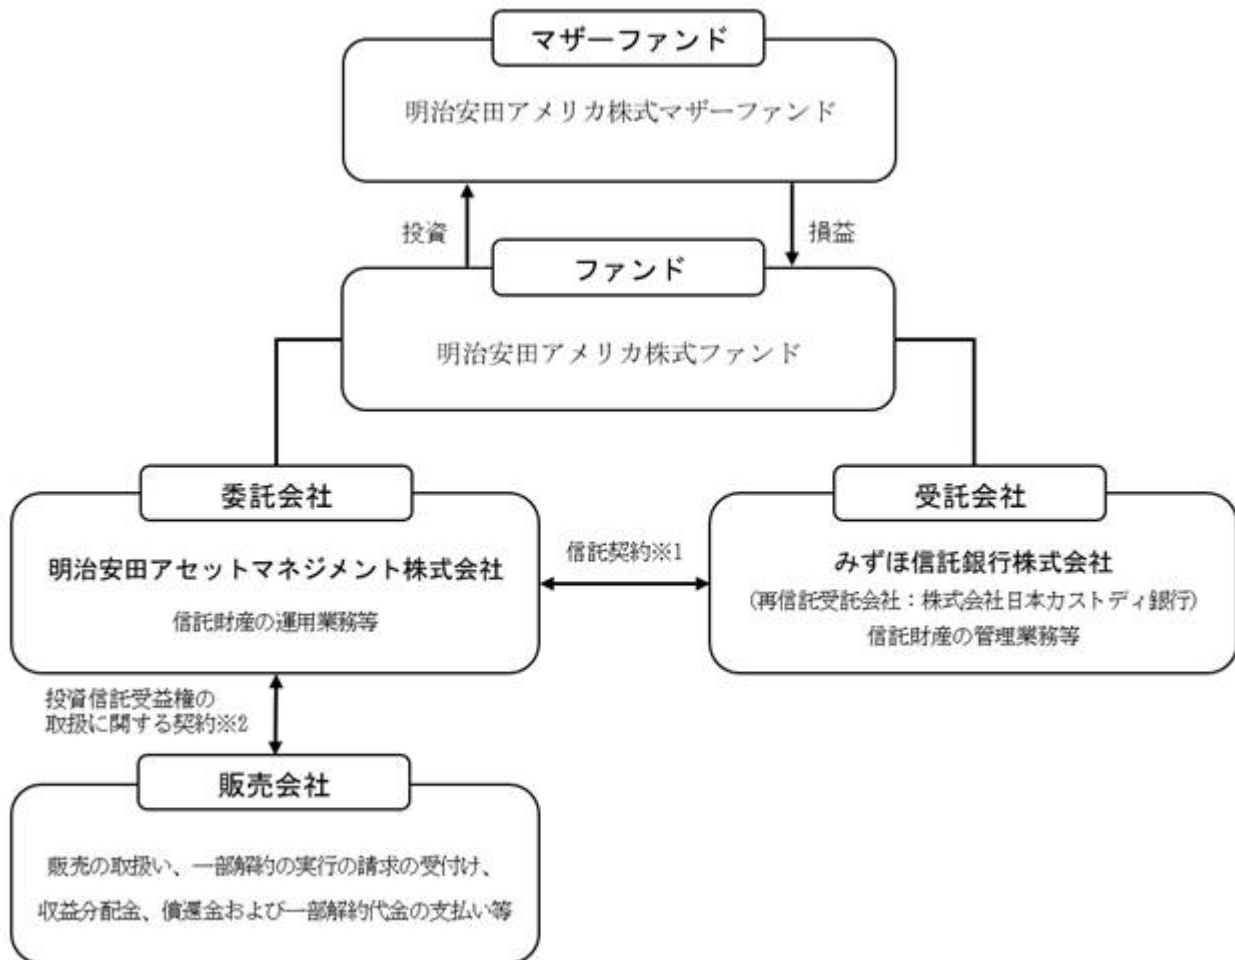 マザーファンド
明治安田アメリカ株式マザーファンド
投資
損益
ファンド
明治安田アメリカ株式ファンド
委託会社
明治安田アセットマネジメント株式会社
信託財産の運用業務等
信託契約※1
受託会社
みずほ信託銀行株式会社
(再信託受託会社：株式会社日本カストディ銀行)
信託財産の管理業務等
投資信託受益権の
取扱に関する契約※2
販売会社
販売の取扱い、一部解約の実行の請求の受付け、
収益分配金、償還金および一部解約代金の支払い等